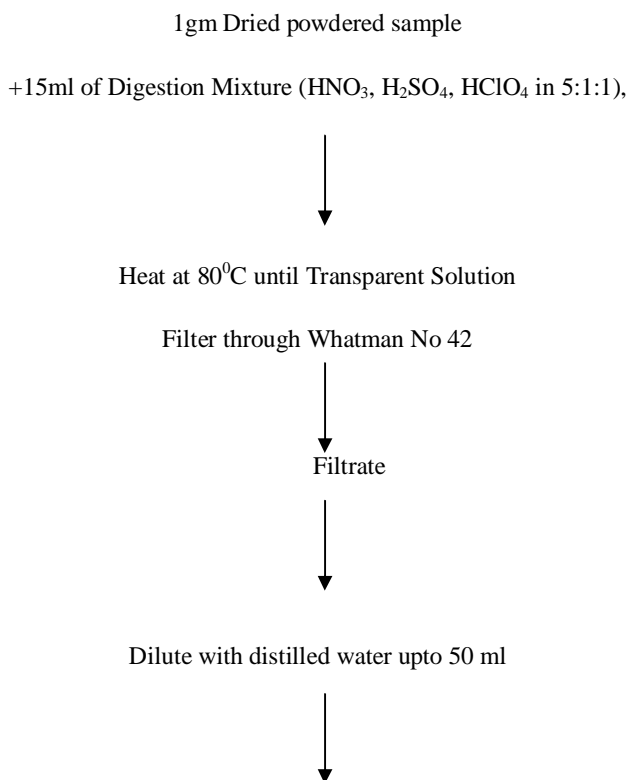 1gm Dried powdered sample
+15ml of Digestion Mixture (HNO₃, H₂SO₄, HClO₄ in 5:1:1),
Heat at 80⁰C until Transparent Solution
Filter through Whatman No 42
Filtrate
Dilute with distilled water upto 50 ml